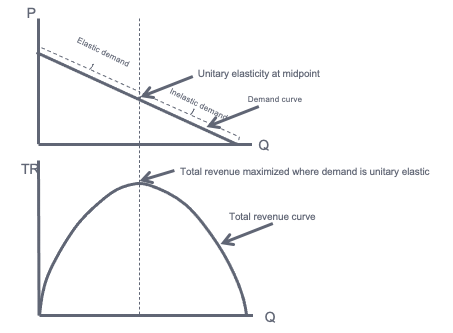 P
Elastic demand
Unitary elasticity at midpoint
Inelastic demand
Demand curve
Q
TR
Total revenue maximized where demand is unitary elastic
Total revenue curve
Q